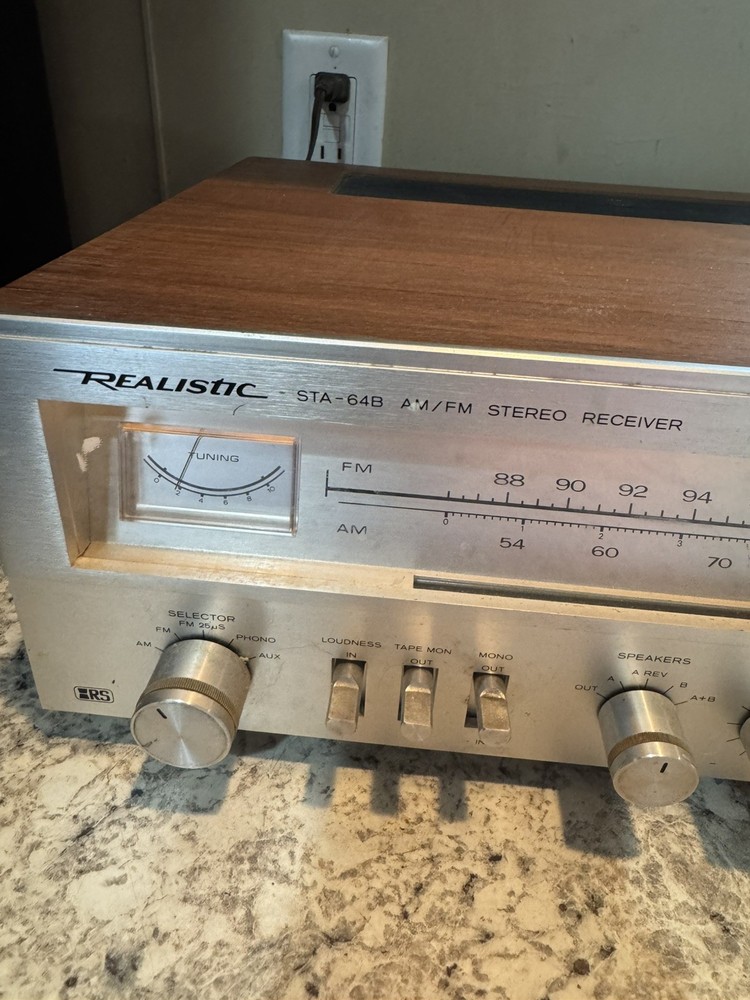 REALISTIC - STA-64B AM/FM STEREO RECEIVER
TUNING
0 2 4 6 8 10
FM 88 90 92 94
0 1 2 3
AM 54 60 70
SELECTOR
AM FM FM 25µS PHONO AUX
LOUDNESS
IN
TAPE MON
OUT
MONO
OUT
IN
SPEAKERS
OUT A A REV B A+B
RS